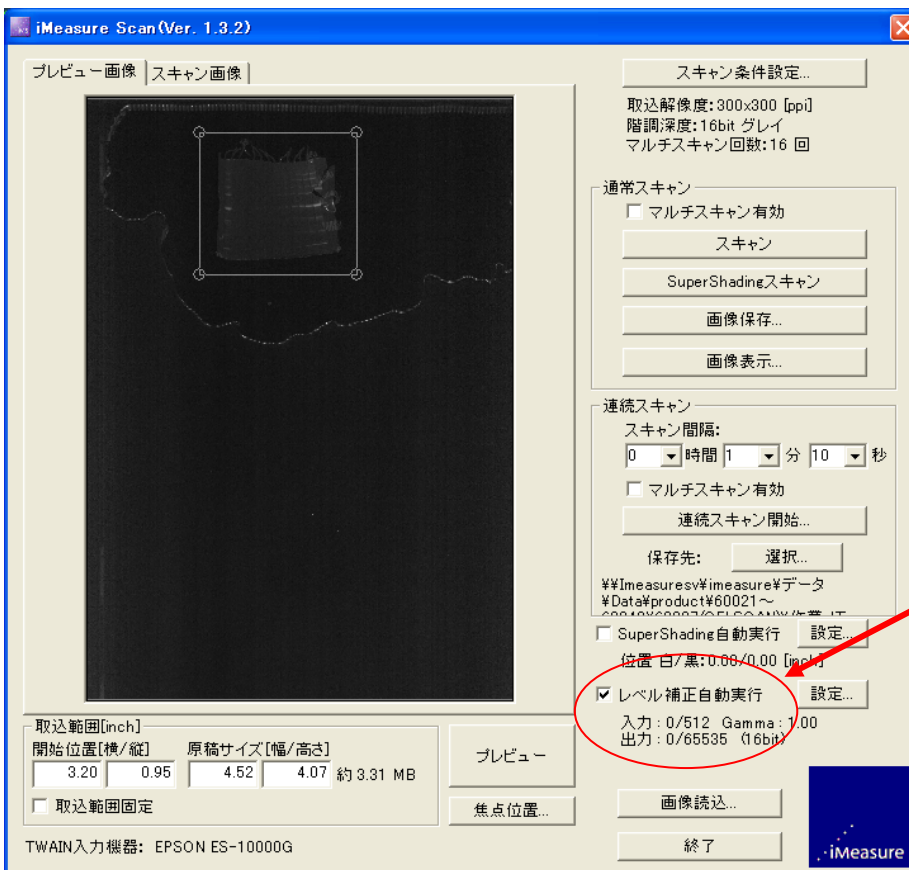 iMeasure Scan(Ver. 1.3.2)
プレビュー画像
スキャン画像
スキャン条件設定...
取込解像度:300x300 [ppi]
階調深度:16bit グレイ
マルチスキャン回数:16 回
通常スキャン
マルチスキャン有効
スキャン
SuperShadingスキャン
画像保存...
画像表示...
連続スキャン
スキャン間隔:
0 時間 1 分 10 秒
マルチスキャン有効
連続スキャン開始...
保存先: 選択...
¥¥Imeasuresv¥imeasure¥データ
¥Data¥product¥60021～
SuperShading自動実行 設定...
位置 白/黒:0.00/0.00 [inch]
レベル補正自動実行 設定...
入力:0/512 Gamma:1.00
出力:0/65535 (16bit)
取込範囲[inch]
開始位置[横/縦] 原稿サイズ[幅/高さ]
3.20 0.95 4.52 4.07 約 3.31 MB
取込範囲固定
プレビュー
焦点位置...
画像読込...
終了
TWAIN入力機器: EPSON ES-10000G
iMeasure